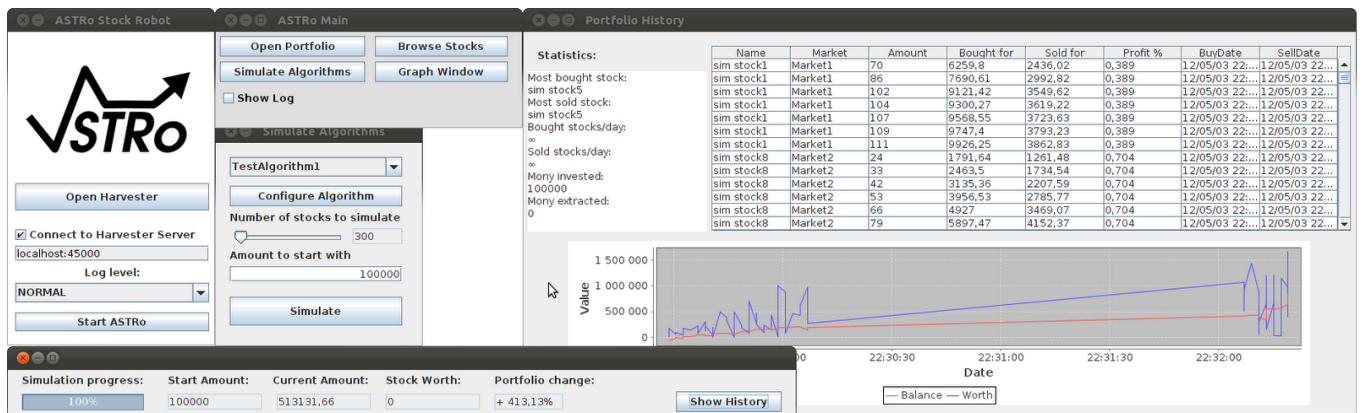 ASTRo Stock Robot
ASTRo
Open Harvester
Connect to Harvester Server
localhost:45000
Log level:
NORMAL
Start ASTRo
ASTRo Main
Open Portfolio
Browse Stocks
Simulate Algorithms
Graph Window
Show Log
Simulate Algorithms
TestAlgorithm1
Configure Algorithm
Number of stocks to simulate
300
Amount to start with
100000
Simulate
Portfolio History
Statistics:
Most bought stock:
sim stock5
Most sold stock:
sim stock5
Bought stocks/day:
∞
Sold stocks/day:
∞
Mony invested:
100000
Mony extracted:
0
Name Market Amount Bought for Sold for Profit % BuyDate SellDate
sim stock1 Market1 70 6259,8 2436,02 0,389 12/05/03 22:... 12/05/03 22...
sim stock1 Market1 86 7690,61 2992,82 0,389 12/05/03 22:... 12/05/03 22...
sim stock1 Market1 102 9121,42 3549,62 0,389 12/05/03 22:... 12/05/03 22...
sim stock1 Market1 104 9300,27 3619,22 0,389 12/05/03 22:... 12/05/03 22...
sim stock1 Market1 107 9568,55 3723,63 0,389 12/05/03 22:... 12/05/03 22...
sim stock1 Market1 109 9747,4 3793,23 0,389 12/05/03 22:... 12/05/03 22...
sim stock1 Market1 111 9926,25 3862,83 0,389 12/05/03 22:... 12/05/03 22...
sim stock8 Market2 24 1791,64 1261,48 0,704 12/05/03 22:... 12/05/03 22...
sim stock8 Market2 33 2463,5 1734,54 0,704 12/05/03 22:... 12/05/03 22...
sim stock8 Market2 42 3135,36 2207,59 0,704 12/05/03 22:... 12/05/03 22...
sim stock8 Market2 53 3956,53 2785,77 0,704 12/05/03 22:... 12/05/03 22...
sim stock8 Market2 66 4927 3469,07 0,704 12/05/03 22:... 12/05/03 22...
sim stock8 Market2 79 5897,47 4152,37 0,704 12/05/03 22:... 12/05/03 22...
Value
1 500 000
1 000 000
500 000
0
22:30:30 22:31:00 22:31:30 22:32:00
Date
Balance Worth
Simulation progress: Start Amount: Current Amount: Stock Worth: Portfolio change:
100% 100000 513131,66 0 + 413,13% Show History